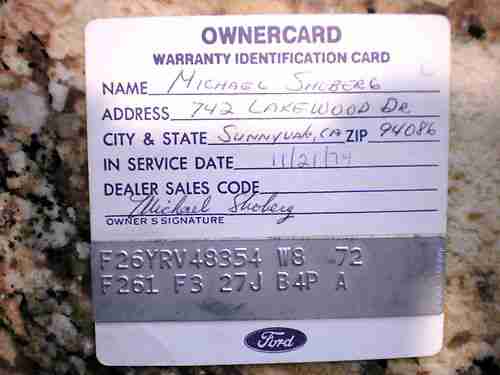 OWNERCARD
WARRANTY IDENTIFICATION CARD
NAME MICHAEL SHOBERG
ADDRESS 742 LAKEWOOD DR
CITY & STATE SUNNYVALE, CA ZIP 94086
IN SERVICE DATE 11/21/74
DEALER SALES CODE
Michael Shoberg
OWNER'S SIGNATURE
F26YRV48354 W8 72
F261 F3 27J B4P A
Ford